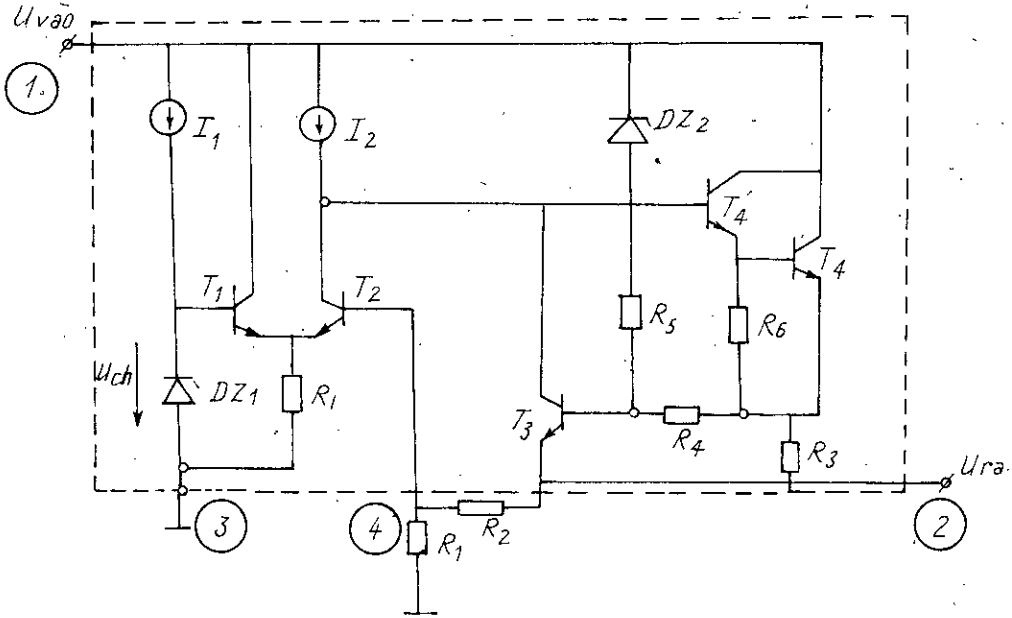 Uvào
1.
I₁
I₂
DZ₂
T₄'
T₄
T₁
T₂
R₅
R₆
Uch
DZ₁
R₁
T₃
R₄
R₃
Ura
3
4
R₂
R₁
2